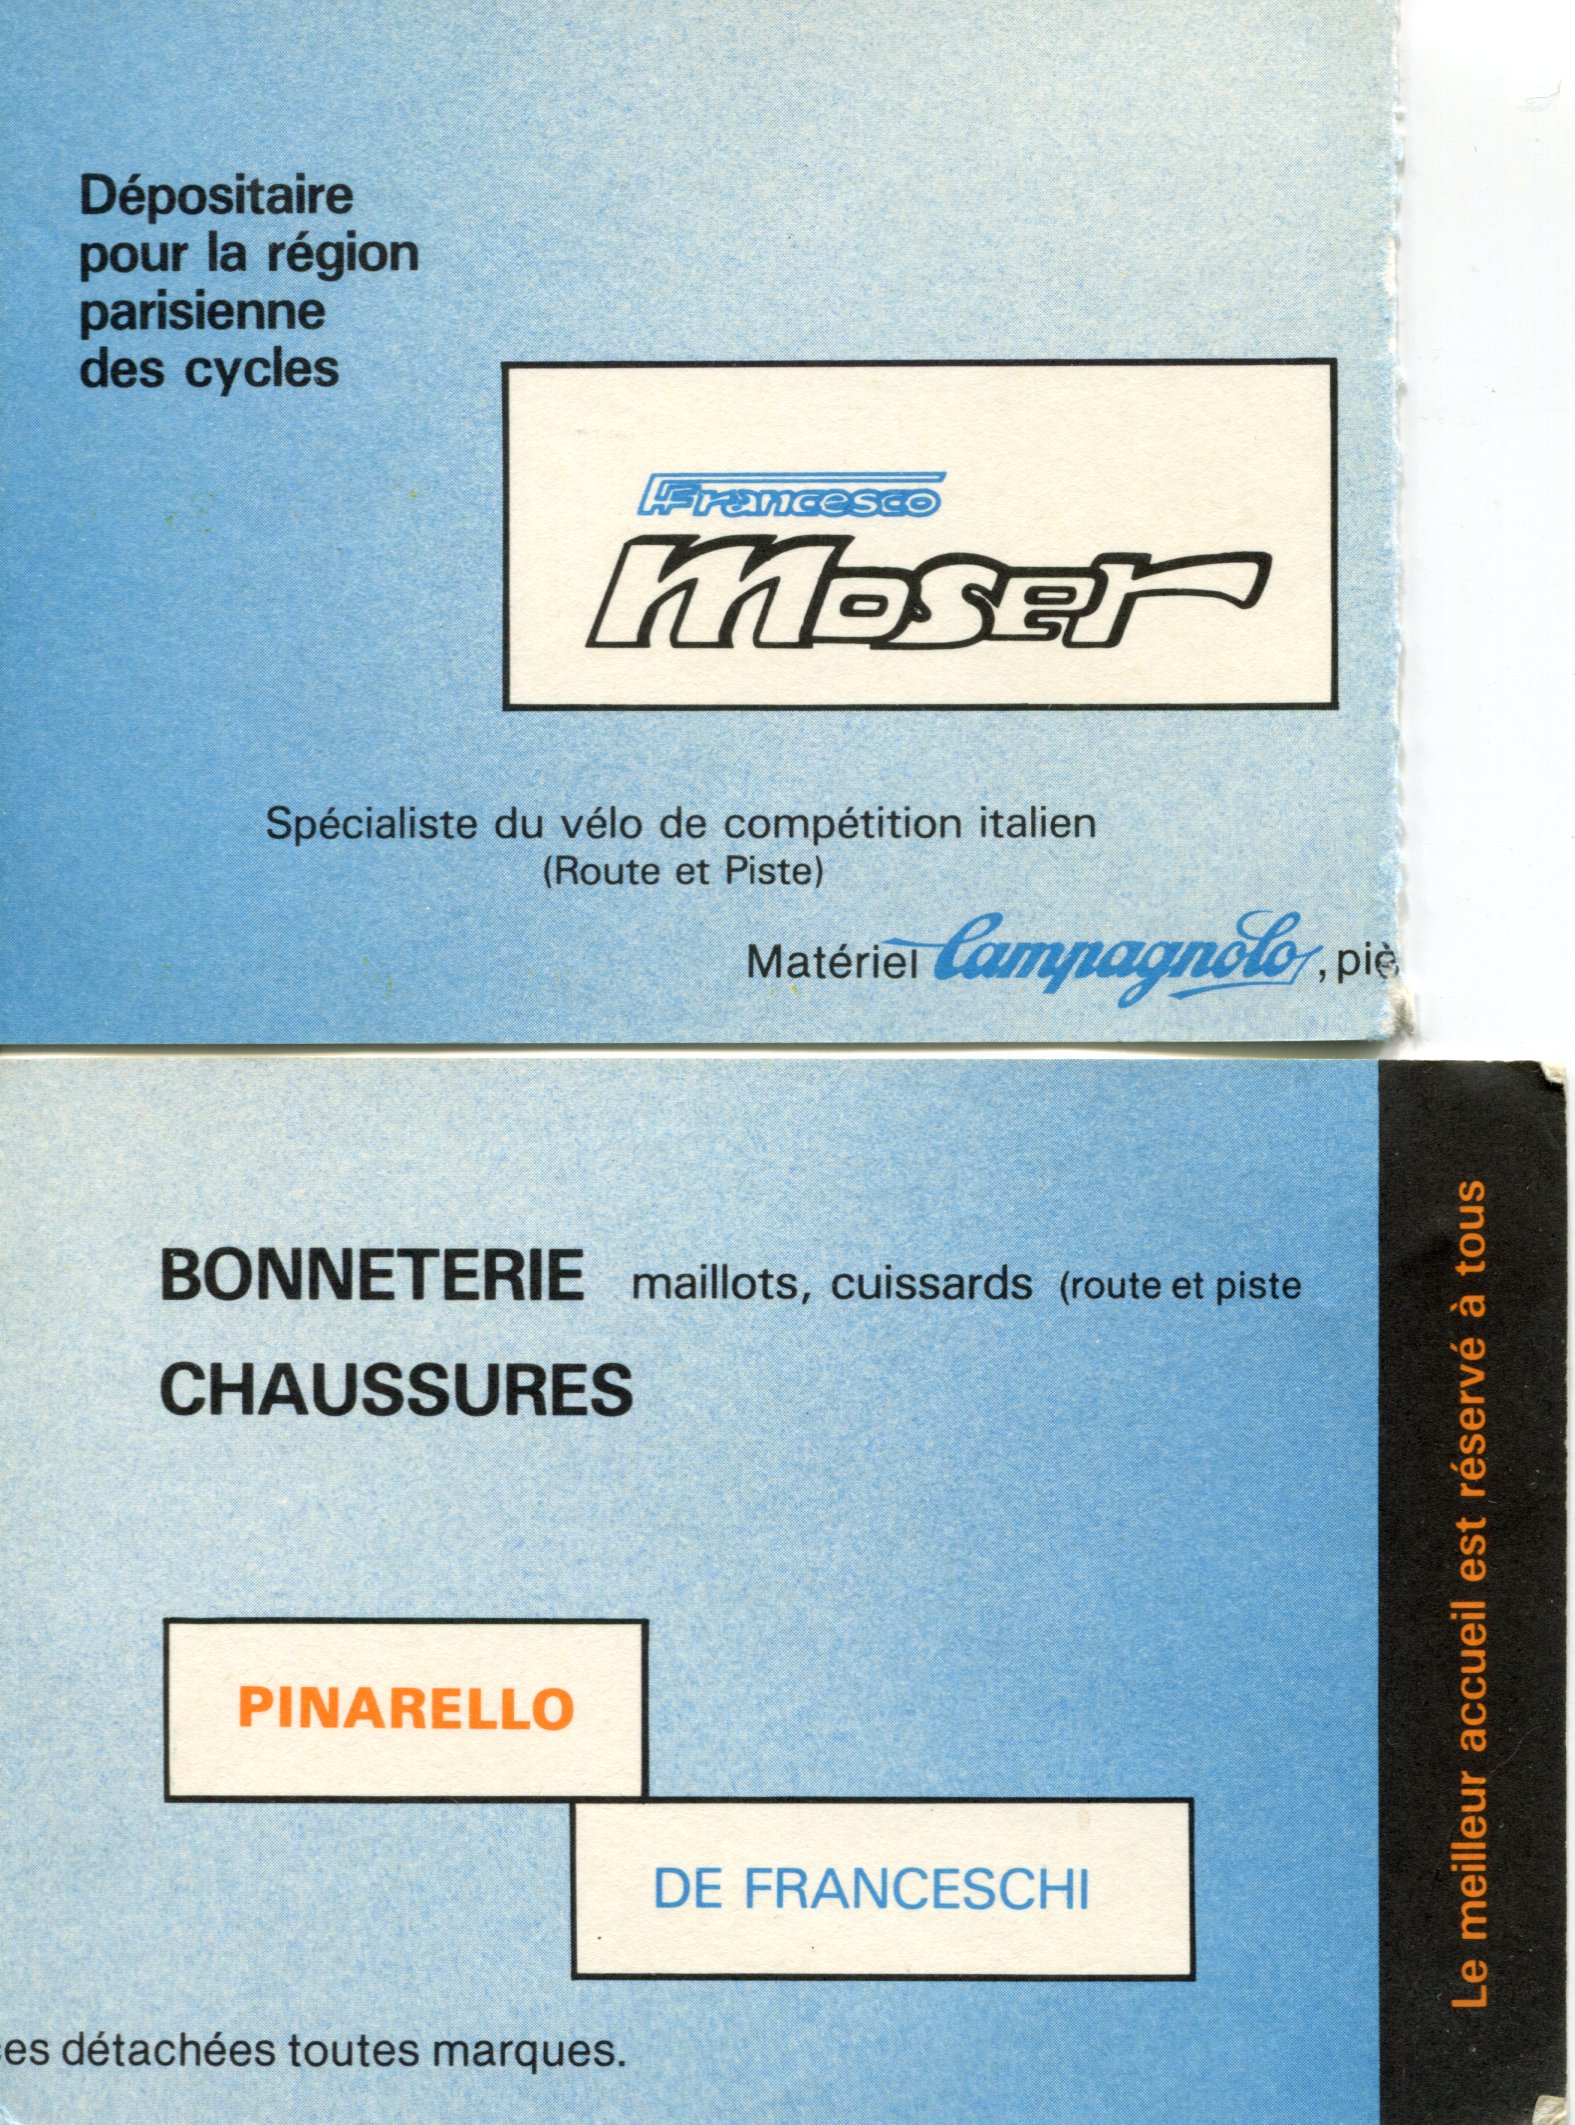 Dépositaire
pour la région
parisienne
des cycles
Francesco
Moser
Spécialiste du vélo de compétition italien
(Route et Piste)
Matériel Campagnolo, piè
BONNETERIE maillots, cuissards (route et piste
CHAUSSURES
PINARELLO
DE FRANCESCHI
es détachées toutes marques.
Le meilleur accueil est réservé à tous